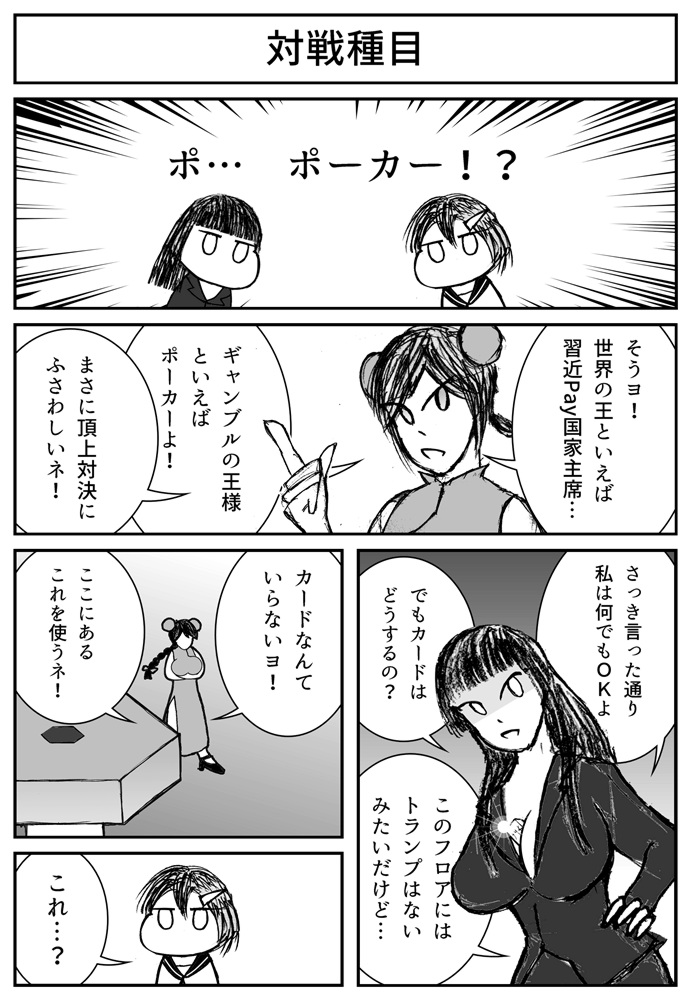 対戦種目
ポ… ポーカー！？
そうヨ！
世界の王といえば
習近Pay国家主席…
ギャンブルの王様
といえば
ポーカーよ！
まさに頂上対決に
ふさわしいネ！
さっき言った通り
私は何でもOKよ
でもカードは
どうするの？
このフロアには
トランプはない
みたいだけど…
カードなんて
いらないヨ！
ここにある
これを使うネ！
これ…？